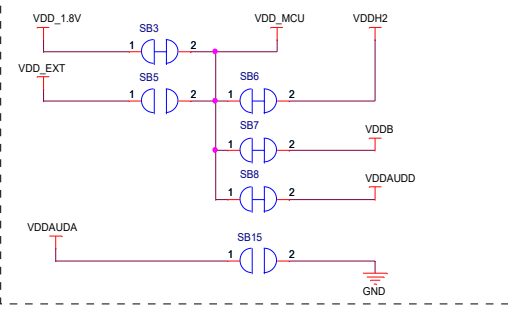 VDD_1.8V
SB3
VDD_MCU
VDDH2
1 2
VDD_EXT
SB5
SB6
1 2
1 2
SB7
VDDB
1 2
SB8
VDDAUDD
1 2
VDDAUDA
SB15
1 2
GND